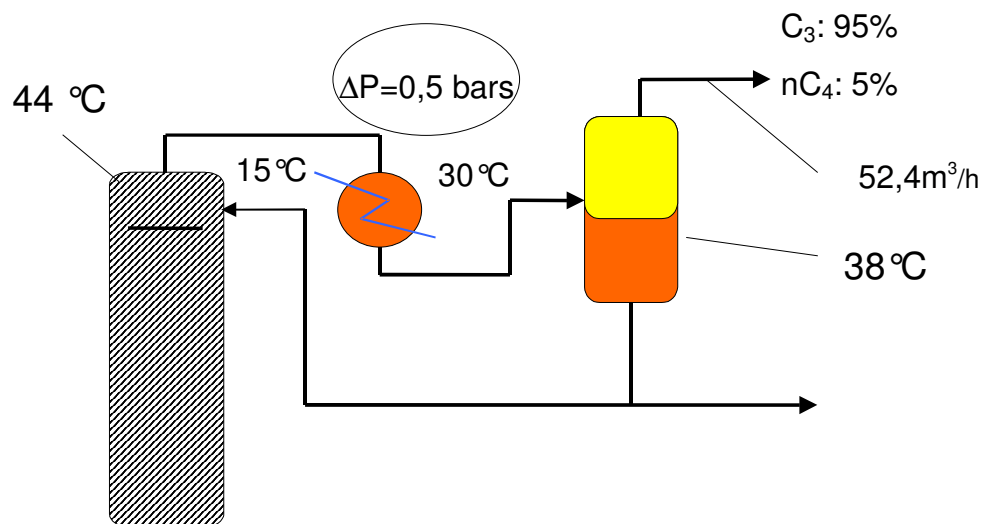 C₃: 95%
nC₄: 5%
ΔP=0,5 bars
44 °C
15°C
30°C
52,4m³/h
38°C